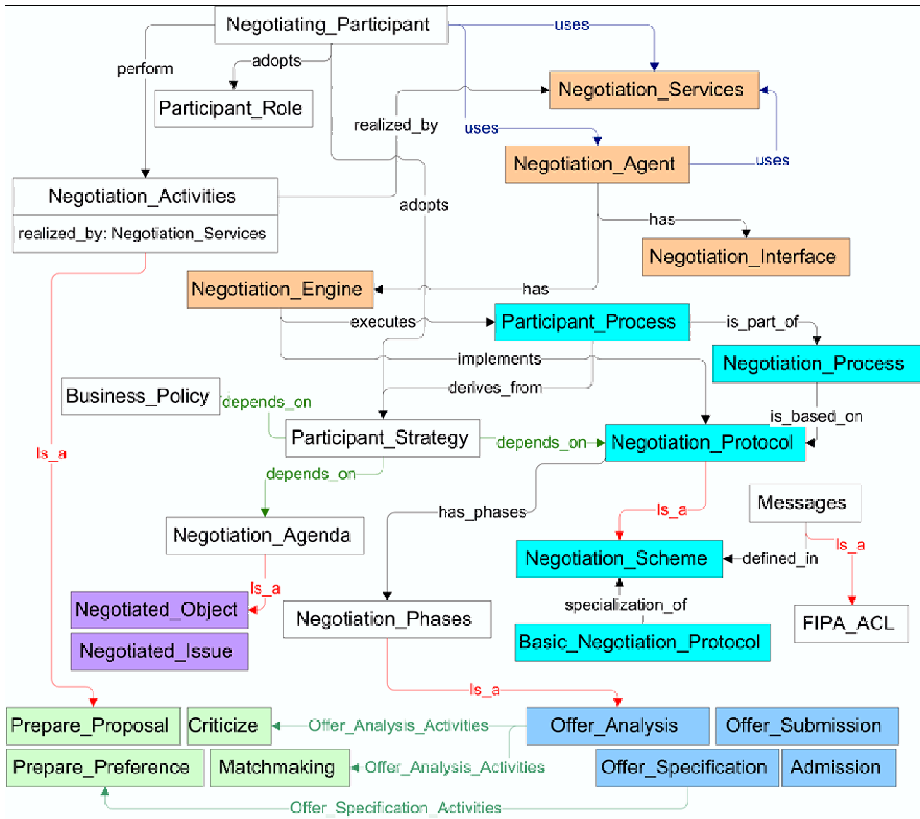 Negotiating_Participant
uses
adopts
perform
Negotiation_Services
Participant_Role
realized_by
uses
Negotiation_Agent
uses
Negotiation_Activities
adopts
has
realized_by: Negotiation_Services
Negotiation_Interface
Negotiation_Engine
has
executes
Participant_Process
is_part_of
implements
Negotiation_Process
derives_from
Business_Policy
depends_on
is_based_on
Participant_Strategy
depends_on
Negotiation_Protocol
Is_a
depends_on
has_phases
Is_a
Messages
Negotiation_Agenda
Is_a
Negotiation_Scheme
defined_in
Is_a
Negotiated_Object
specialization_of
Negotiation_Phases
FIPA_ACL
Negotiated_Issue
Basic_Negotiation_Protocol
Is_a
Prepare_Proposal
Criticize
Offer_Analysis_Activities
Offer_Analysis
Offer_Submission
Prepare_Preference
Matchmaking
Offer_Analysis_Activities
Offer_Specification
Admission
Offer_Specification_Activities